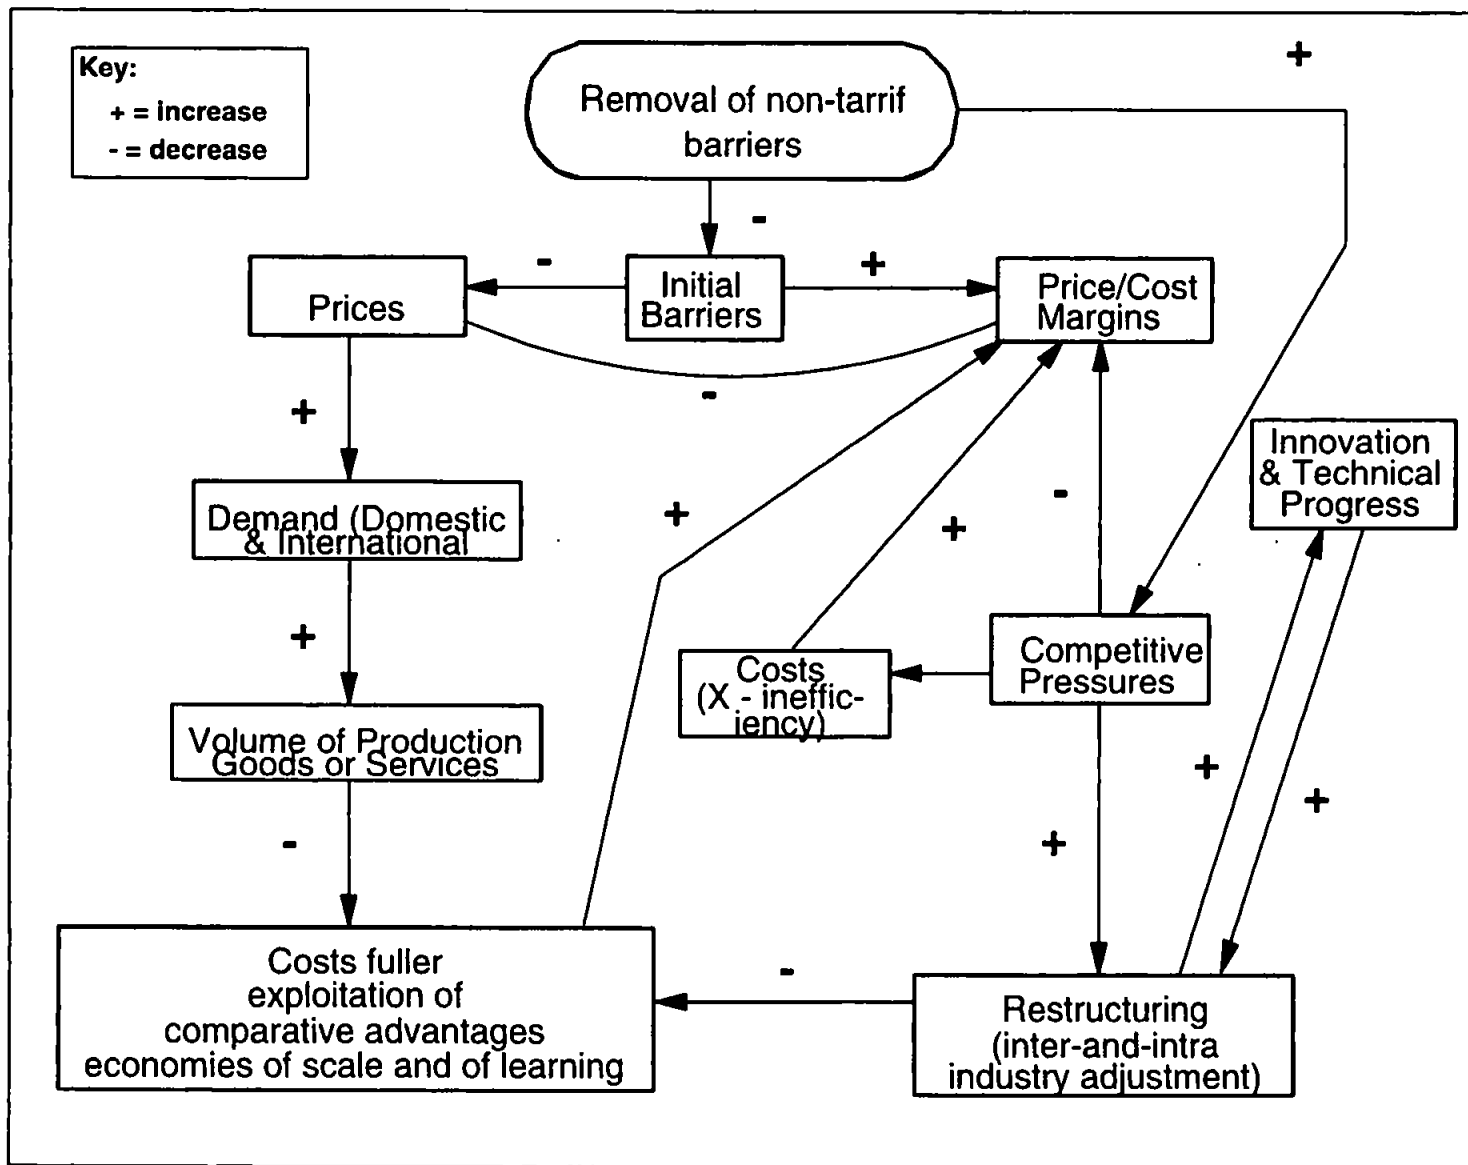 Key:
+ = increase
- = decrease
Removal of non-tarrif
barriers
+
-
-
+
Prices
Initial
Barriers
Price/Cost
Margins
-
+
Demand (Domestic
& International
+
+
-
Innovation
& Technical
Progress
+
Costs
(X - ineffic-
iency)
Competitive
Pressures
Volume of Production
Goods or Services
+
+
-
+
Costs fuller
exploitation of
comparative advantages
economies of scale and of learning
-
Restructuring
(inter-and-intra
industry adjustment)